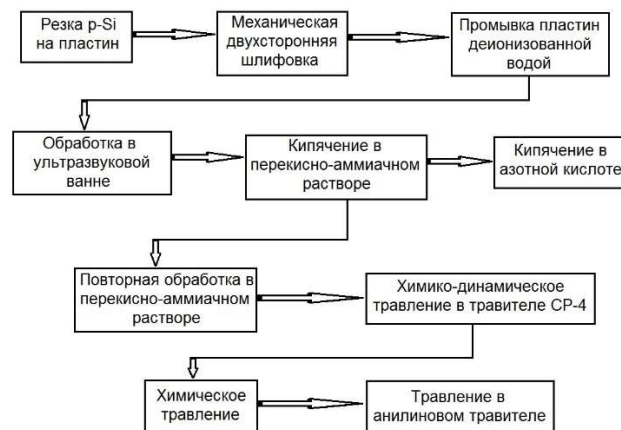 Резка p-Si
на пластин
Механическая
двухсторонняя
шлифовка
Промывка пластин
деионизованной
водой
Обработка в
ультразвуковой
ванне
Кипячение в
перекисно-аммиачном
растворе
Кипячение в
азотной кислоте
Повторная обработка в
перекисно-аммиачном
растворе
Химико-динамическое
травление в травителе СР-4
Химическое
травление
Травление в
анилиновом травителе